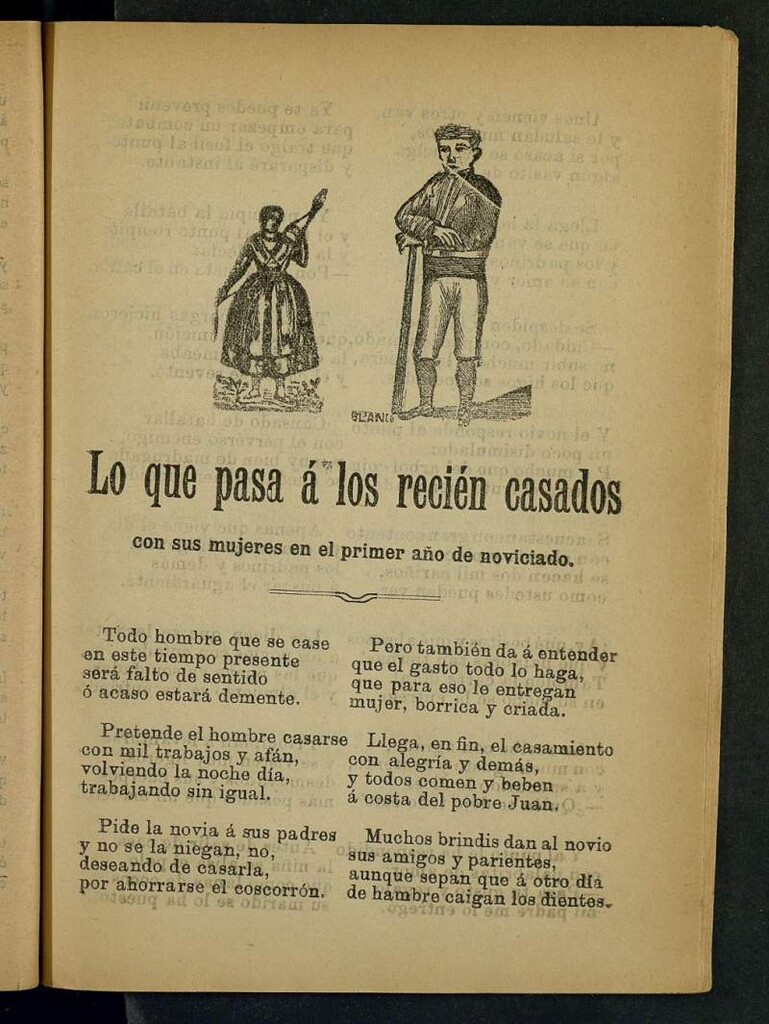 BLANCO
Lo que pasa á los recién casados
con sus mujeres en el primer año de noviciado.
Todo hombre que se case
en este tiempo presente
será falto de sentido
ó acaso estará demente.
Pretende el hombre casarse
con mil trabajos y afán,
volviendo la noche día,
trabajando sin igual.
Pide la novia á sus padres
y no se la niegan, no,
deseando de casarla,
por ahorrarse el coscorrón.
Pero también da á entender
que el gasto todo lo haga,
que para eso le entregan
mujer, borrica y criada.
Llega, en fin, el casamiento
con alegría y demás,
y todos comen y beben
á costa del pobre Juan.
Muchos brindis dan al novio
sus amigos y parientes,
aunque sepan que á otro día
de hambre caigan los dientes.